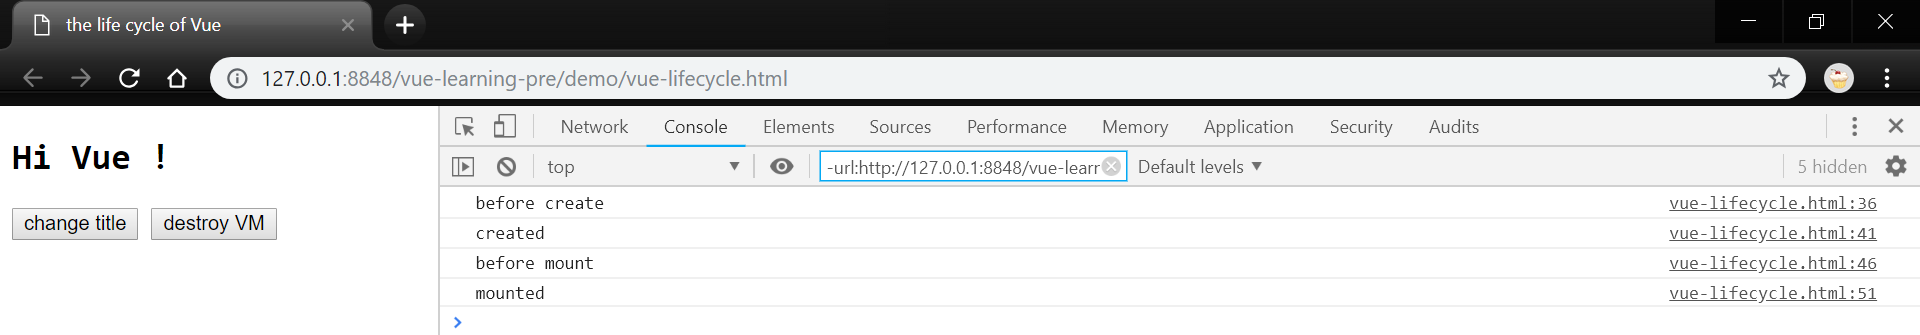 the life cycle of Vue
127.0.0.1:8848/vue-learning-pre/demo/vue-lifecycle.html
Hi Vue !
change title destroy VM
Network Console Elements Sources Performance Memory Application Security Audits
top -url:http://127.0.0.1:8848/vue-learr Default levels 5 hidden
before create vue-lifecycle.html:36
created vue-lifecycle.html:41
before mount vue-lifecycle.html:46
mounted vue-lifecycle.html:51